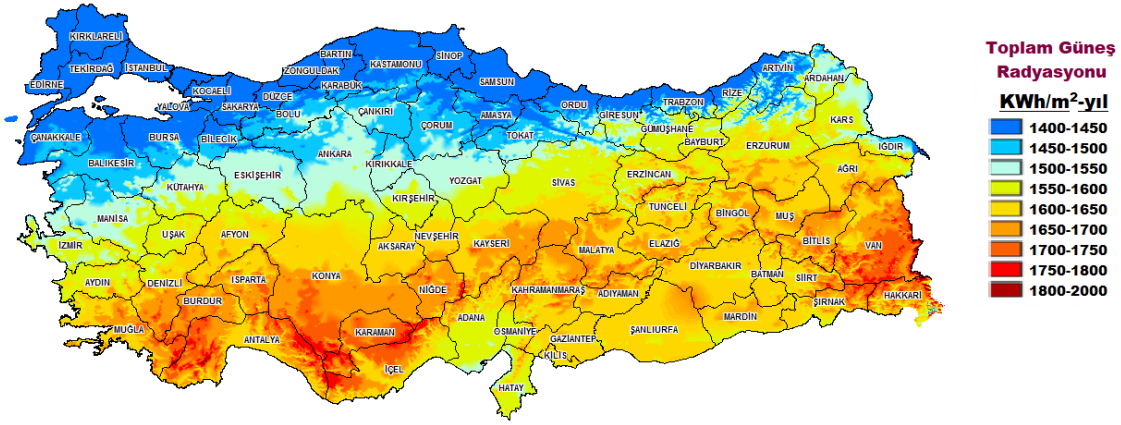 KIRKLARELİ
EDİRNE
TEKİRDAĞ
İSTANBUL
KOCAELİ
YALOVA
SAKARYA
DÜZCE
ZONGULDAK
BARTIN
KARABÜK
KASTAMONU
SİNOP
SAMSUN
ORDU
GİRESUN
TRABZON
RİZE
ARTVİN
ARDAHAN
KARS
IĞDIR
ÇANAKKALE
BALIKESİR
BURSA
BİLECİK
BOLU
ÇANKIRI
ÇORUM
AMASYA
TOKAT
GÜMÜŞHANE
BAYBURT
ERZURUM
AĞRI
KÜTAHYA
ESKİŞEHİR
ANKARA
KIRIKKALE
YOZGAT
SİVAS
ERZİNCAN
MANİSA
İZMİR
UŞAK
AFYON
KIRŞEHİR
NEVŞEHİR
AKSARAY
KAYSERİ
MALATYA
TUNCELİ
ELAZIĞ
BİNGÖL
MUŞ
BİTLİS
VAN
AYDIN
DENİZLİ
ISPARTA
BURDUR
KONYA
NİĞDE
KAHRAMANMARAŞ
ADIYAMAN
DİYARBAKIR
BATMAN
SİİRT
ŞIRNAK
HAKKARİ
MUĞLA
ANTALYA
KARAMAN
İÇEL
ADANA
OSMANİYE
GAZİANTEP
KİLİS
ŞANLIURFA
MARDİN
HATAY
Toplam Güneş
Radyasyonu
KWh/m²-yıl
1400-1450
1450-1500
1500-1550
1550-1600
1600-1650
1650-1700
1700-1750
1750-1800
1800-2000